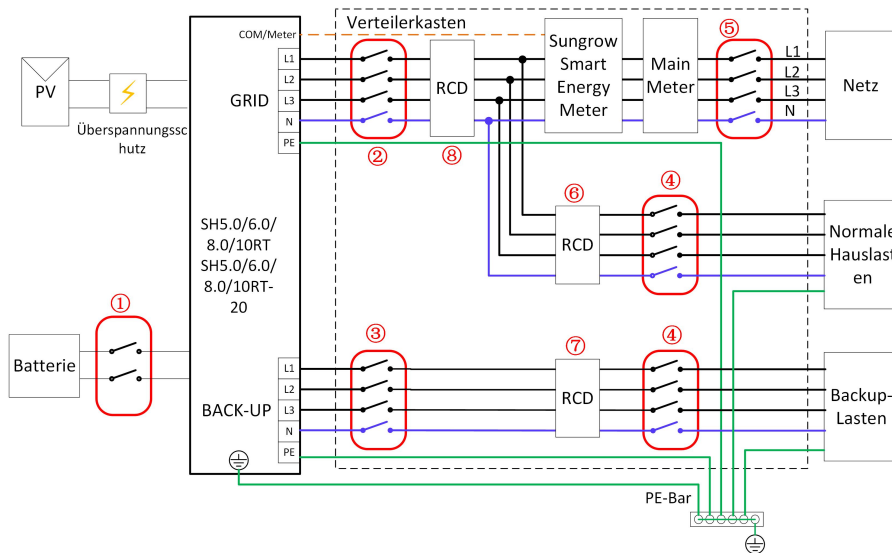 Verteilerkasten
COM/Meter
⑤
L1
L1
L2
L2
L3
L3
N
N
PE
GRID
PV
Überspannungssc
hutz
RCD
Sungrow
Smart
Energy
Meter
Main
Meter
Netz
②
⑧
⑥
④
SH5.0/6.0/
8.0/10RT
SH5.0/6.0/
8.0/10RT-
20
RCD
Normale
Hauslast
en
①
Batterie
③
⑦
④
L1
L2
L3
N
PE
BACK-UP
RCD
Backup-
Lasten
PE-Bar